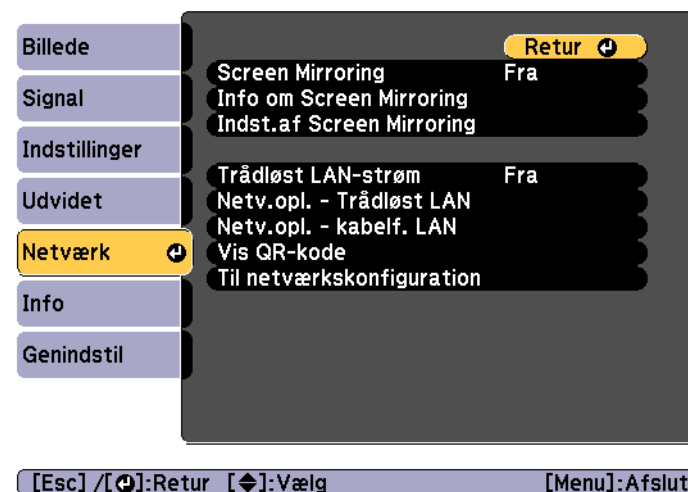 Billede
Signal
Indstillinger
Udvidet
Netværk
Info
Genindstil
Retur
Screen Mirroring Fra
Info om Screen Mirroring
Indst.af Screen Mirroring
Trådløst LAN-strøm Fra
Netv.opl. - Trådløst LAN
Netv.opl. - kabelf. LAN
Vis QR-kode
Til netværkskonfiguration
[Esc] /[⏎]:Retur [◆]:Vælg [Menu]:Afslut